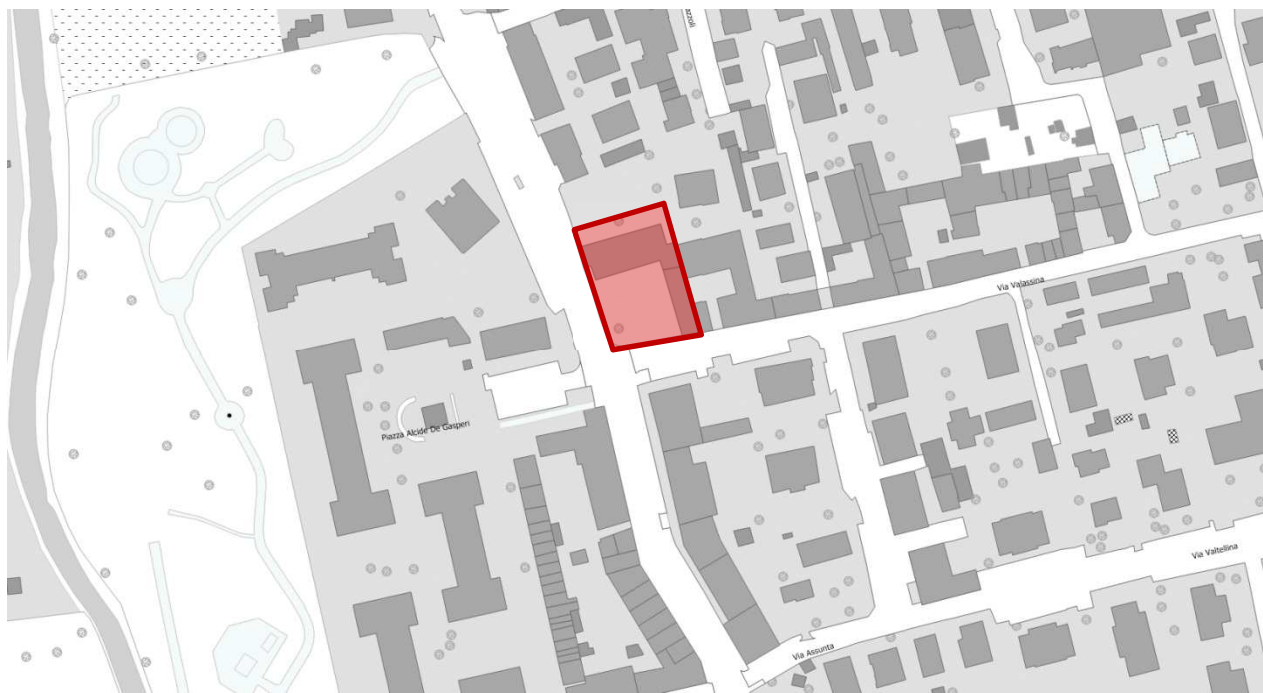 Via Valassina
Piazza Alcide De Gasperi
Via Valtellina
Via Assunta